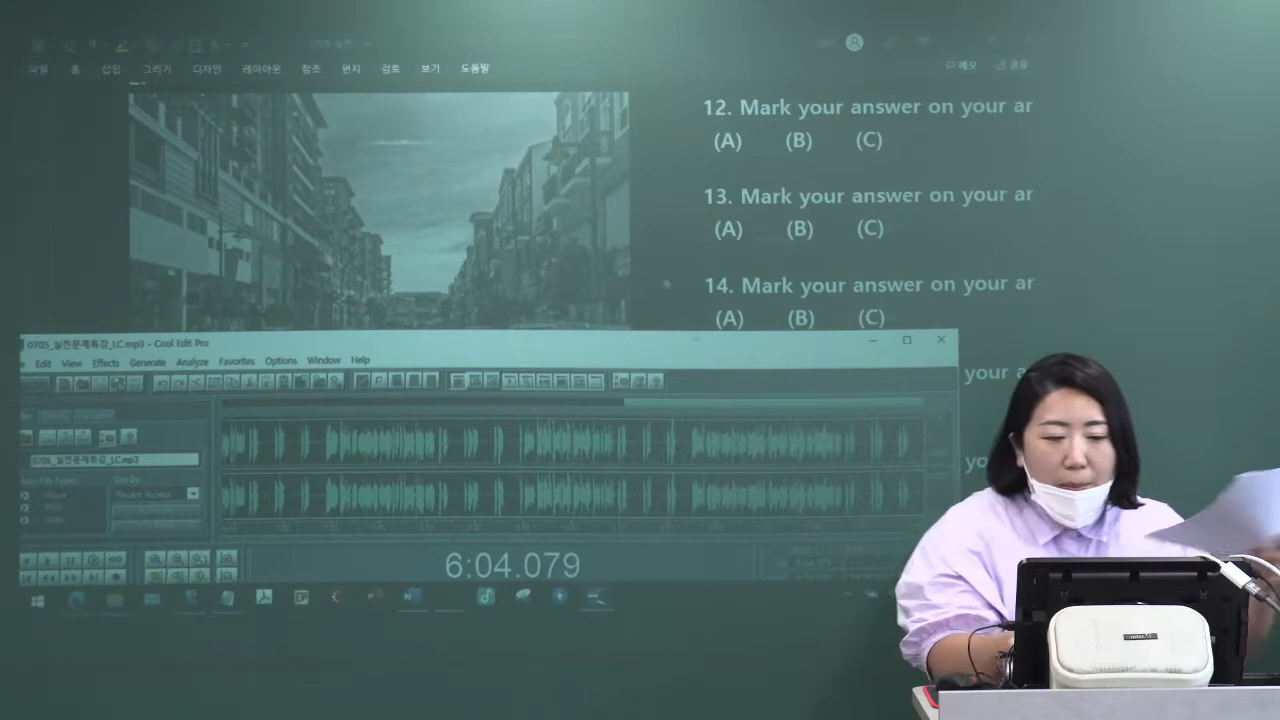 파일 홈 삽입 그리기 디자인 레이아웃 참조 편지 검토 보기 도움말
메모 공유
12. Mark your answer on your ar
(A) (B) (C)
13. Mark your answer on your ar
(A) (B) (C)
14. Mark your answer on your ar
(A) (B) (C)
your a
yo
0705_실전문제특강_LC.mp3 - Cool Edit Pro
Edit View Effects Generate Analyze Favorites Options Window Help
0705_실전문제특강_LC.mp3
Sort By:
Recent Access
6:04.079